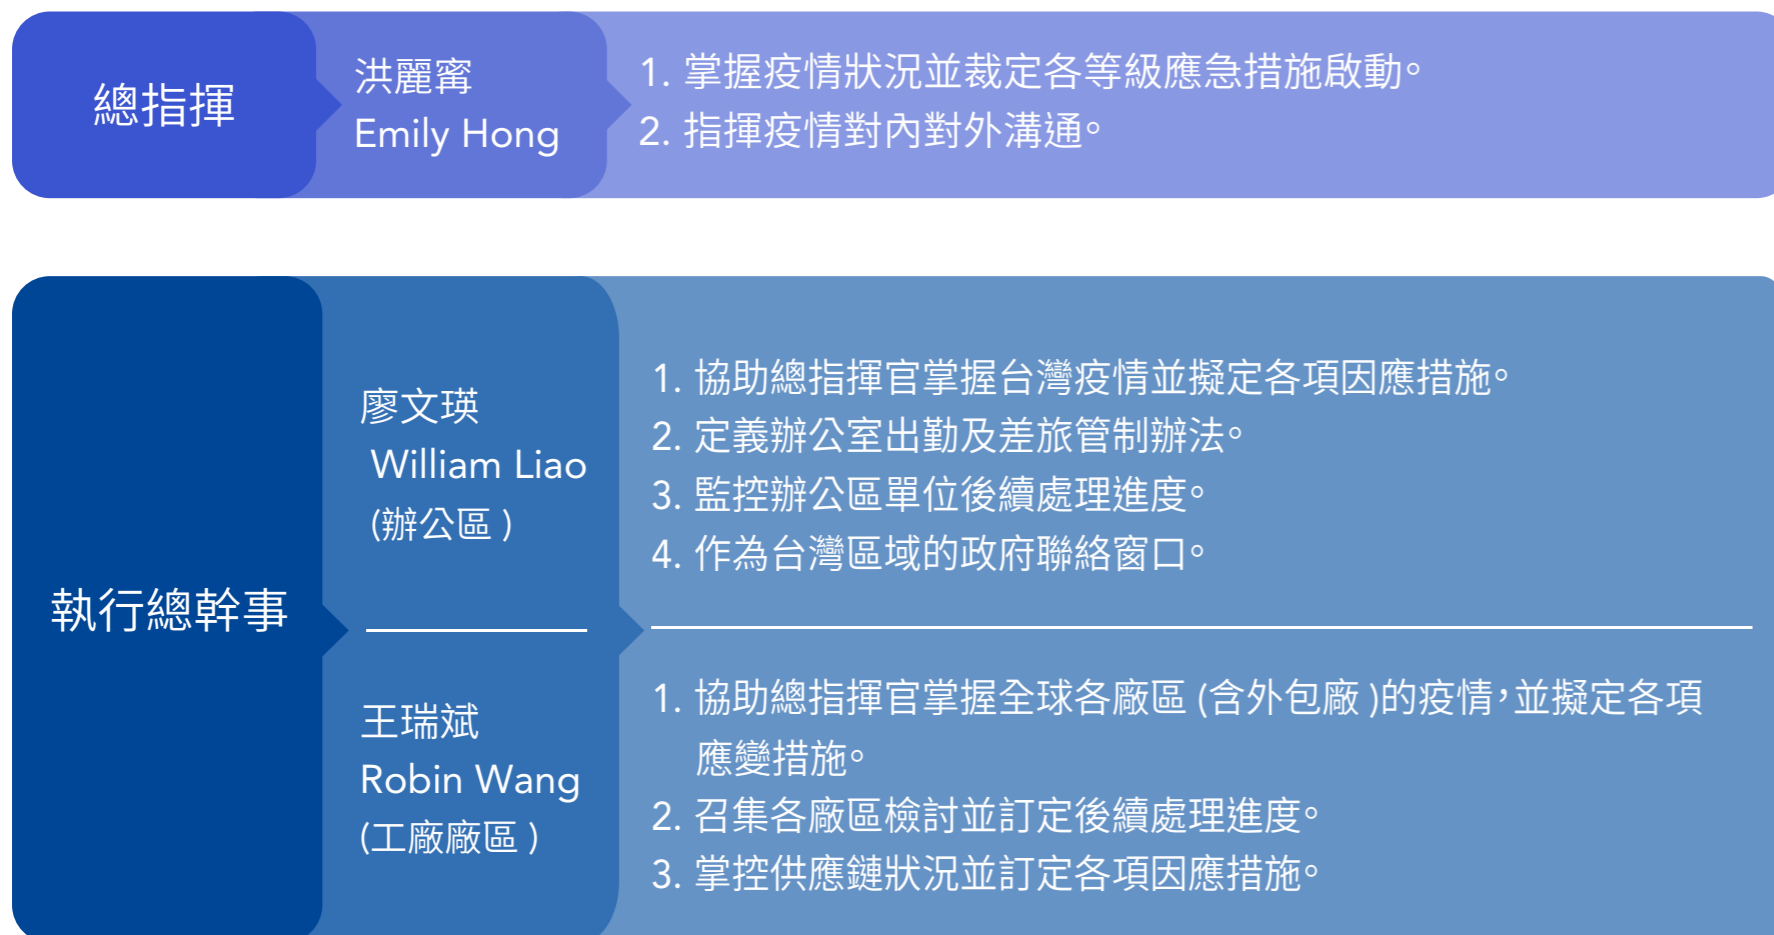 總指揮
洪麗寗
Emily Hong
1. 掌握疫情狀況並裁定各等級應急措施啟動。
2. 指揮疫情對內對外溝通。
執行總幹事
廖文瑛
William Liao
(辦公區 )
1. 協助總指揮官掌握台灣疫情並擬定各項因應措施。
2. 定義辦公室出勤及差旅管制辦法。
3. 監控辦公區單位後續處理進度。
4. 作為台灣區域的政府聯絡窗口。
王瑞斌
Robin Wang
(工廠廠區 )
1. 協助總指揮官掌握全球各廠區 (含外包廠 )的疫情，並擬定各項
應變措施。
2. 召集各廠區檢討並訂定後續處理進度。
3. 掌控供應鏈狀況並訂定各項因應措施。